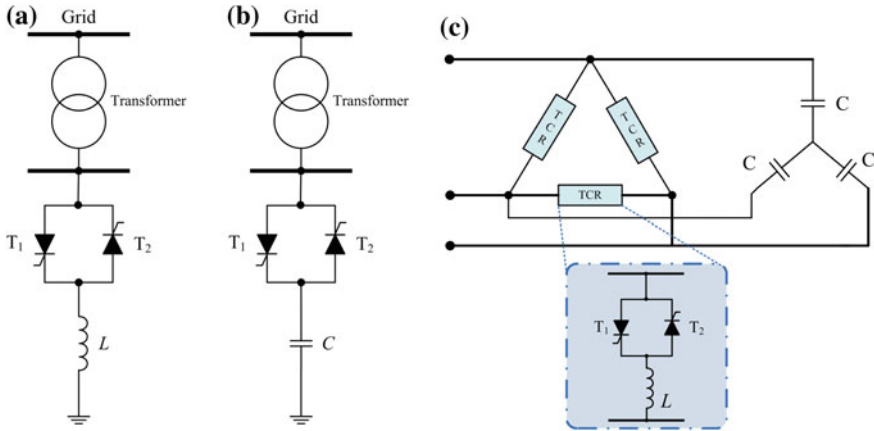 (a)
Grid
Transformer
T1
T2
L
(b)
Grid
Transformer
T1
T2
C
(c)
TCR
TCR
TCR
C
C
C
T1
T2
L